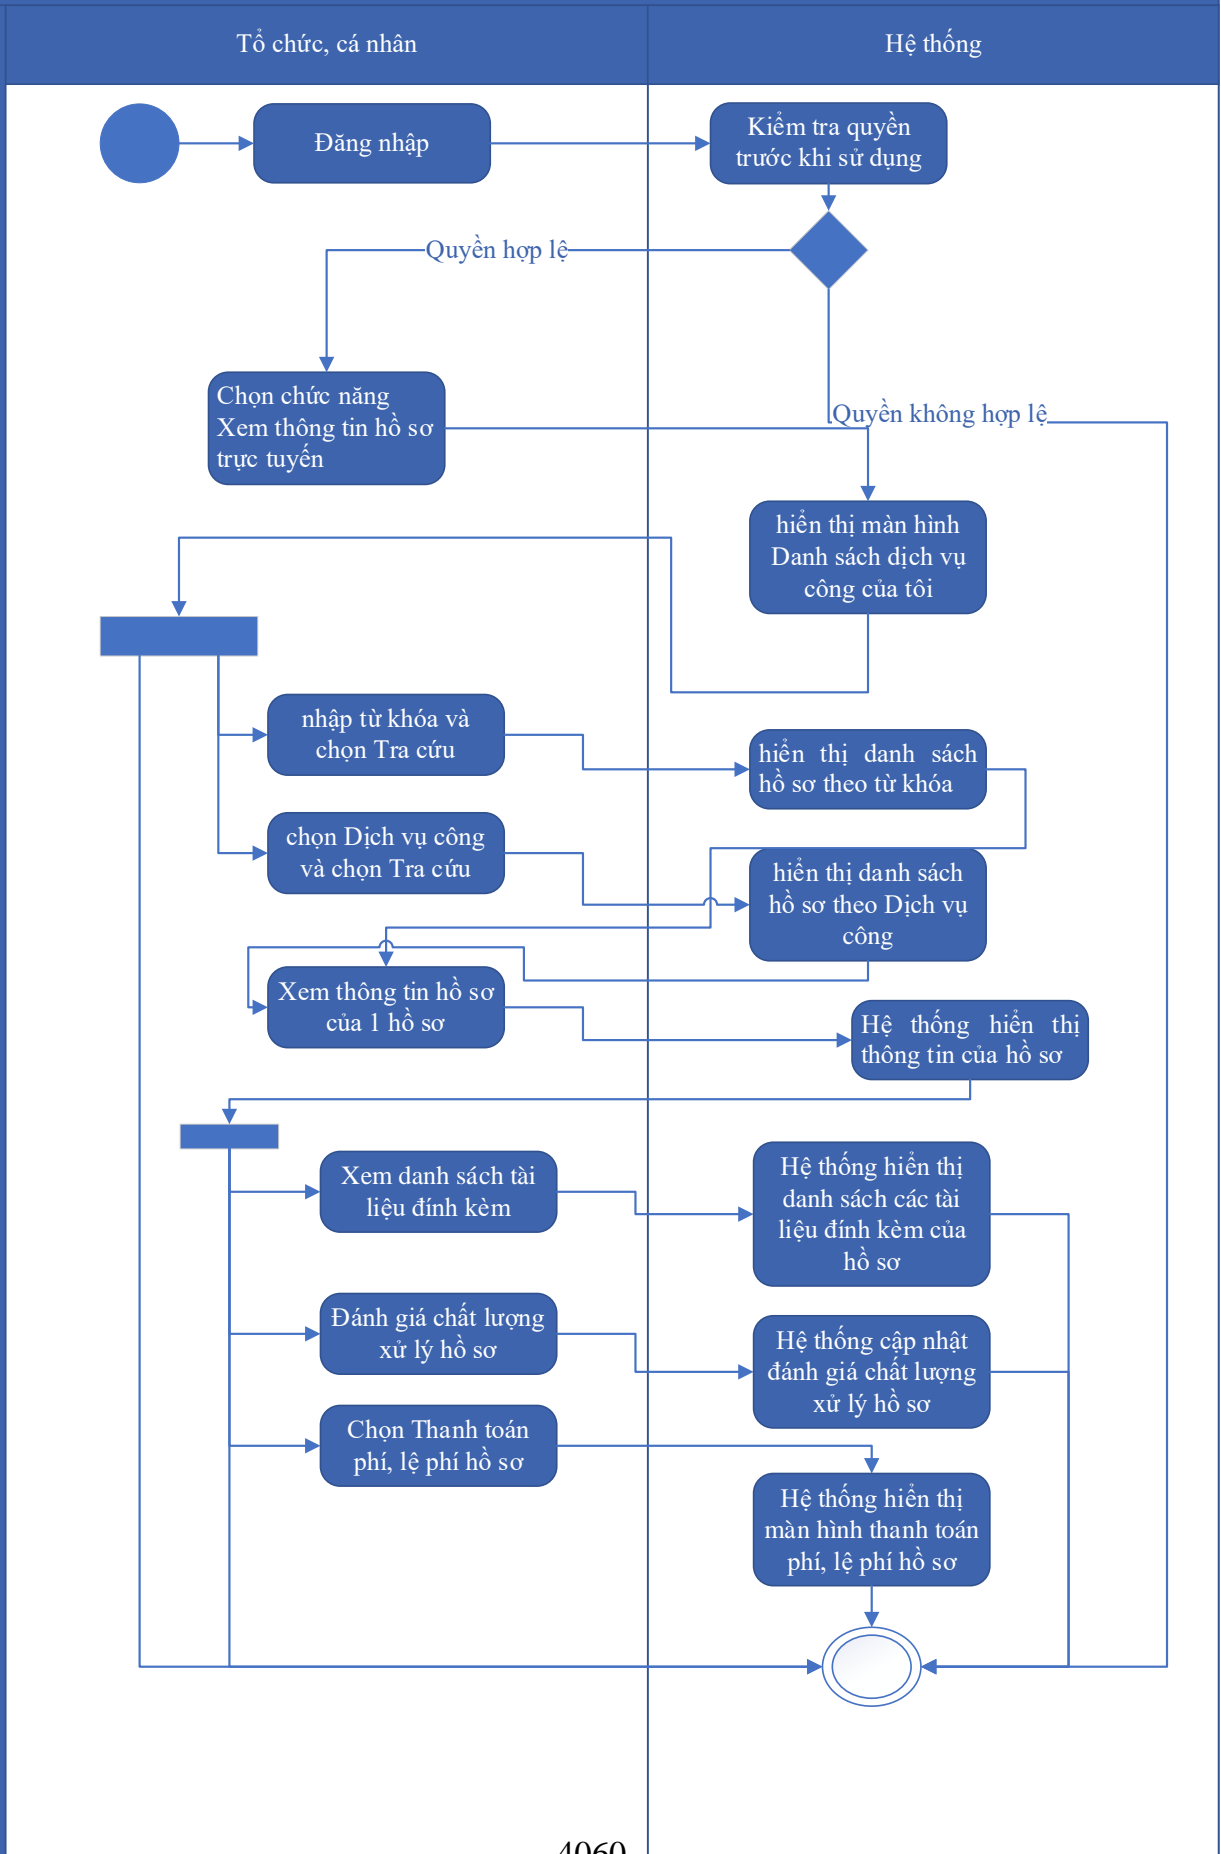 Tổ chức, cá nhân
Hệ thống
Đăng nhập
Kiểm tra quyền
trước khi sử dụng
Quyền hợp lệ
Chọn chức năng
Xem thông tin hồ sơ
trực tuyến
Quyền không hợp lệ
hiển thị màn hình
Danh sách dịch vụ
công của tôi
nhập từ khóa và
chọn Tra cứu
hiển thị danh sách
hồ sơ theo từ khóa
chọn Dịch vụ công
và chọn Tra cứu
hiển thị danh sách
hồ sơ theo Dịch vụ
công
Xem thông tin hồ sơ
của 1 hồ sơ
Hệ thống hiển thị
thông tin của hồ sơ
Xem danh sách tài
liệu đính kèm
Hệ thống hiển thị
danh sách các tài
liệu đính kèm của
hồ sơ
Đánh giá chất lượng
xử lý hồ sơ
Hệ thống cập nhật
đánh giá chất lượng
xử lý hồ sơ
Chọn Thanh toán
phí, lệ phí hồ sơ
Hệ thống hiển thị
màn hình thanh toán
phí, lệ phí hồ sơ
4060